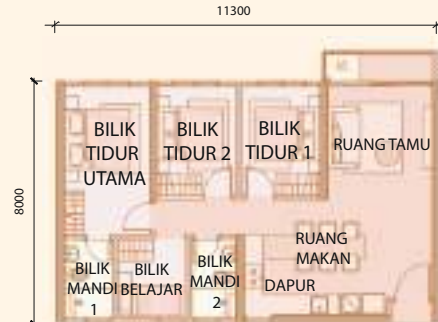 11300
8000
BILIK
TIDUR
UTAMA
BILIK
TIDUR 2
BILIK
TIDUR 1
RUANG TAMU
RUANG
MAKAN
BILIK
MANDI
1
BILIK
BELAJAR
BILIK
MANDI
2
DAPUR